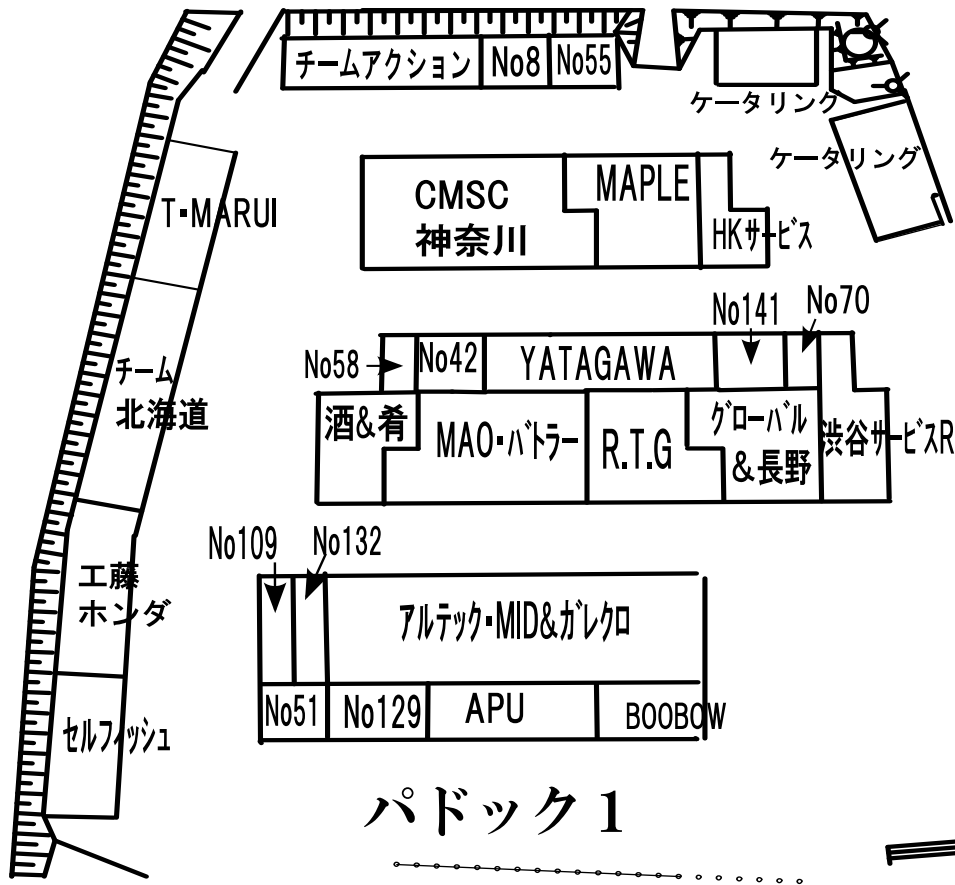 チームアクション
No8
No55
ケータリング
ケータリング
T・MARUI
CMSC
神奈川
MAPLE
HKサービス
No141
No70
No58
No42
YATAGAWA
チーム
北海道
酒&肴
MAO・バトラー
R.T.G
グローバル
&長野
渋谷サービスR
No109
No132
工藤
ホンダ
アルテック・MID&ガレクロ
セルフィッシュ
No51
No129
APU
BOOBOW
パドック1